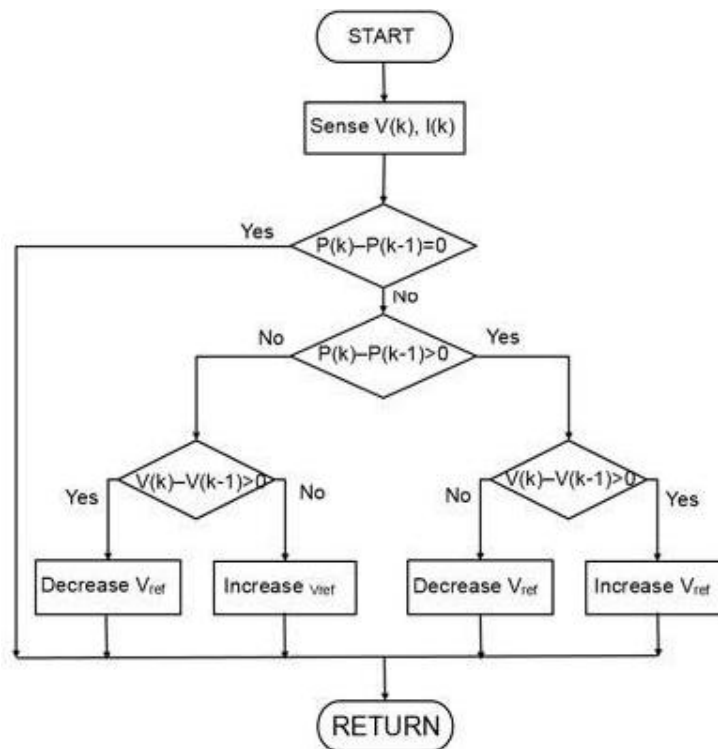 START
Sense V(k), I(k)
Yes
P(k)–P(k-1)=0
No
No
P(k)–P(k-1)>0
Yes
V(k)–V(k-1)>0
Yes
No
V(k)–V(k-1)>0
No
Yes
Decrease Vref
Increase Vref
Decrease Vref
Increase Vref
RETURN